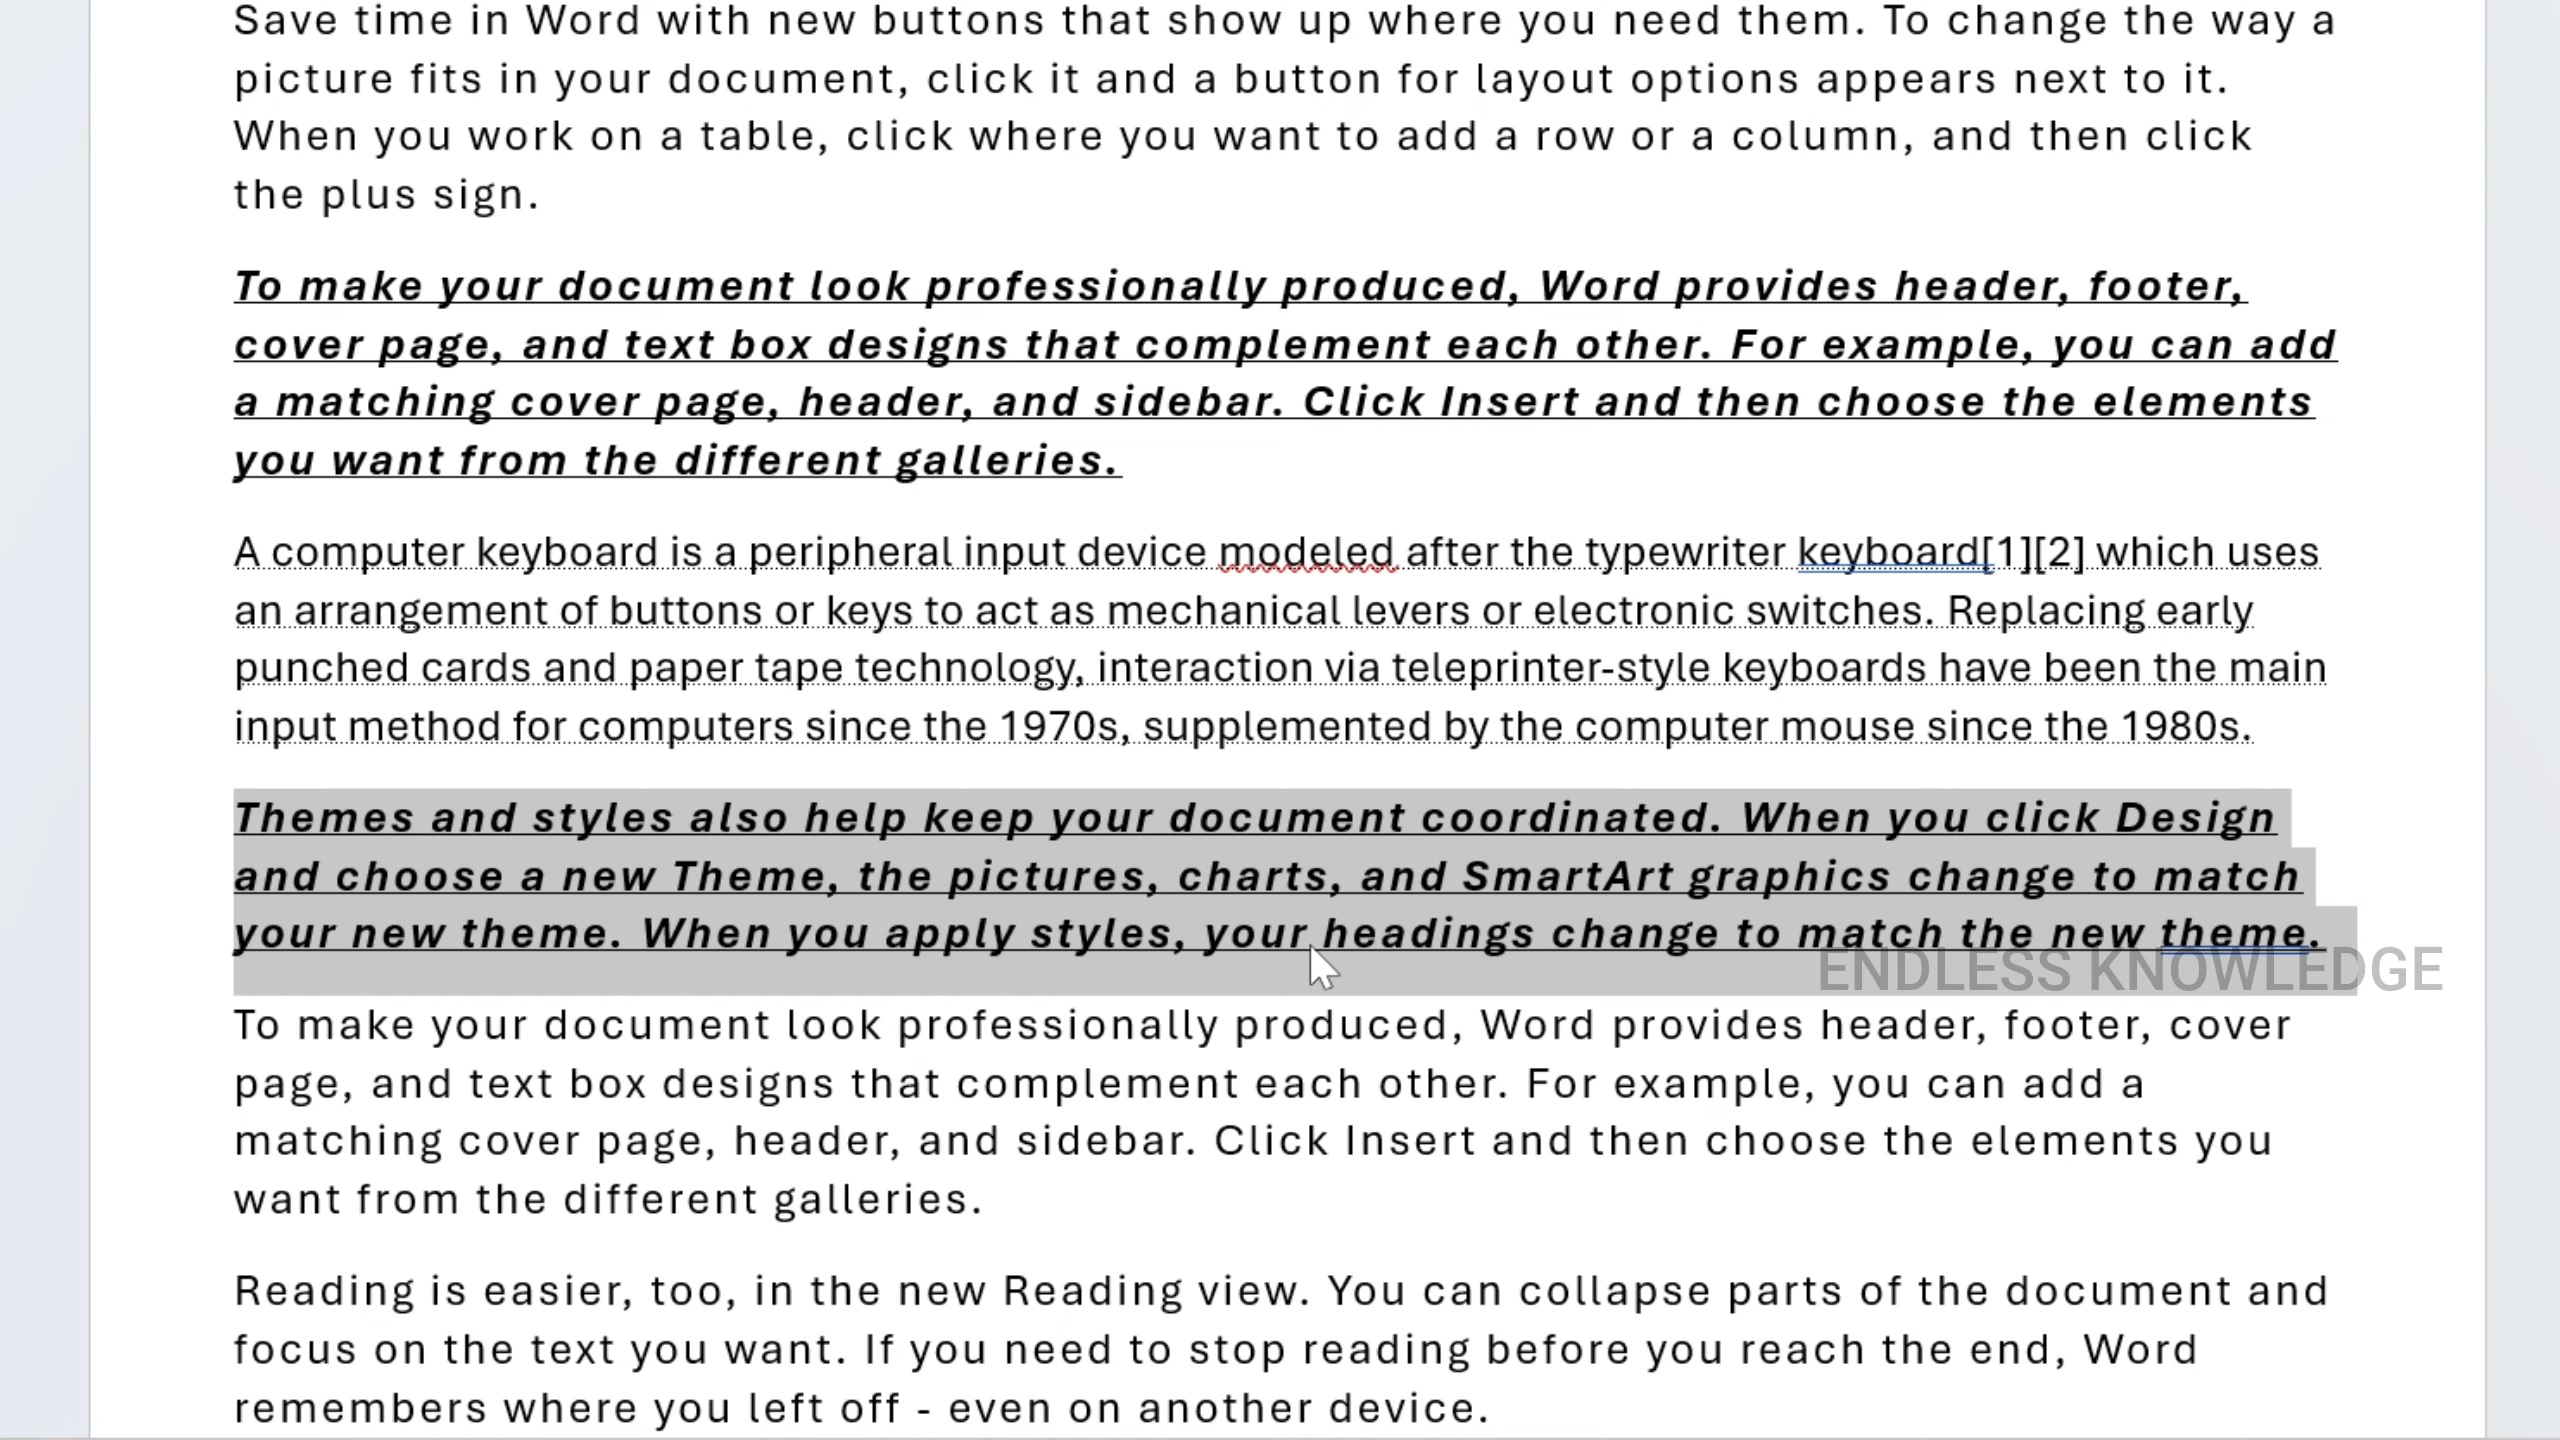 Save time in Word with new buttons that show up where you need them. To change the way a
picture fits in your document, click it and a button for layout options appears next to it.
When you work on a table, click where you want to add a row or a column, and then click
the plus sign.
To make your document look professionally produced, Word provides header, footer,
cover page, and text box designs that complement each other. For example, you can add
a matching cover page, header, and sidebar. Click Insert and then choose the elements
you want from the different galleries.
A computer keyboard is a peripheral input device modeled after the typewriter keyboard[1][2] which uses
an arrangement of buttons or keys to act as mechanical levers or electronic switches. Replacing early
punched cards and paper tape technology, interaction via teleprinter-style keyboards have been the main
input method for computers since the 1970s, supplemented by the computer mouse since the 1980s.
Themes and styles also help keep your document coordinated. When you click Design
and choose a new Theme, the pictures, charts, and SmartArt graphics change to match
your new theme. When you apply styles, your headings change to match the new theme.
ENDLESS KNOWLEDGE
To make your document look professionally produced, Word provides header, footer, cover
page, and text box designs that complement each other. For example, you can add a
matching cover page, header, and sidebar. Click Insert and then choose the elements you
want from the different galleries.
Reading is easier, too, in the new Reading view. You can collapse parts of the document and
focus on the text you want. If you need to stop reading before you reach the end, Word
remembers where you left off - even on another device.